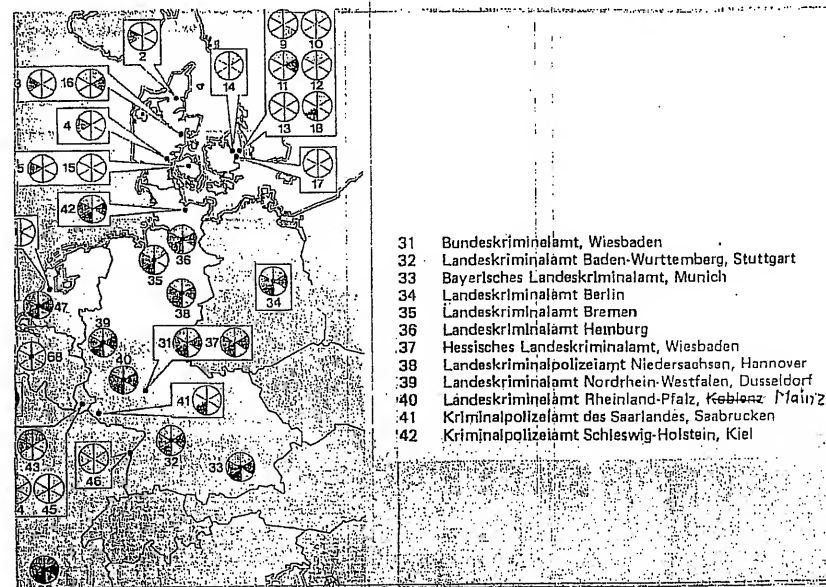 2
9 10
3 16
14
11 12
4
13 18
5 15
17
42
36
35
38
34
47
39
31 37
68
40
41
43
32
46
33
45
31 Bundeskriminalamt, Wiesbaden
32 Landeskriminalamt Baden-Wurttemberg, Stuttgart
33 Bayerisches Landeskriminalamt, Munich
34 Landeskriminalamt Berlin
35 Landeskriminalamt Bremen
36 Landeskriminalamt Hemburg
37 Hessisches Landeskriminalamt, Wiesbaden
38 Landeskriminalpolizeiamt Niedersachsan, Hannover
39 Landeskriminalamt Nordrhein-Westfalen, Dusseldorf
40 Landeskriminalamt Rheinland-Pfalz, Koblenz Mainz
41 Kriminalpolizeiamt des Saarlandes, Saabrucken
42 Kriminalpolizeiamt Schleswig-Holstein, Kiel